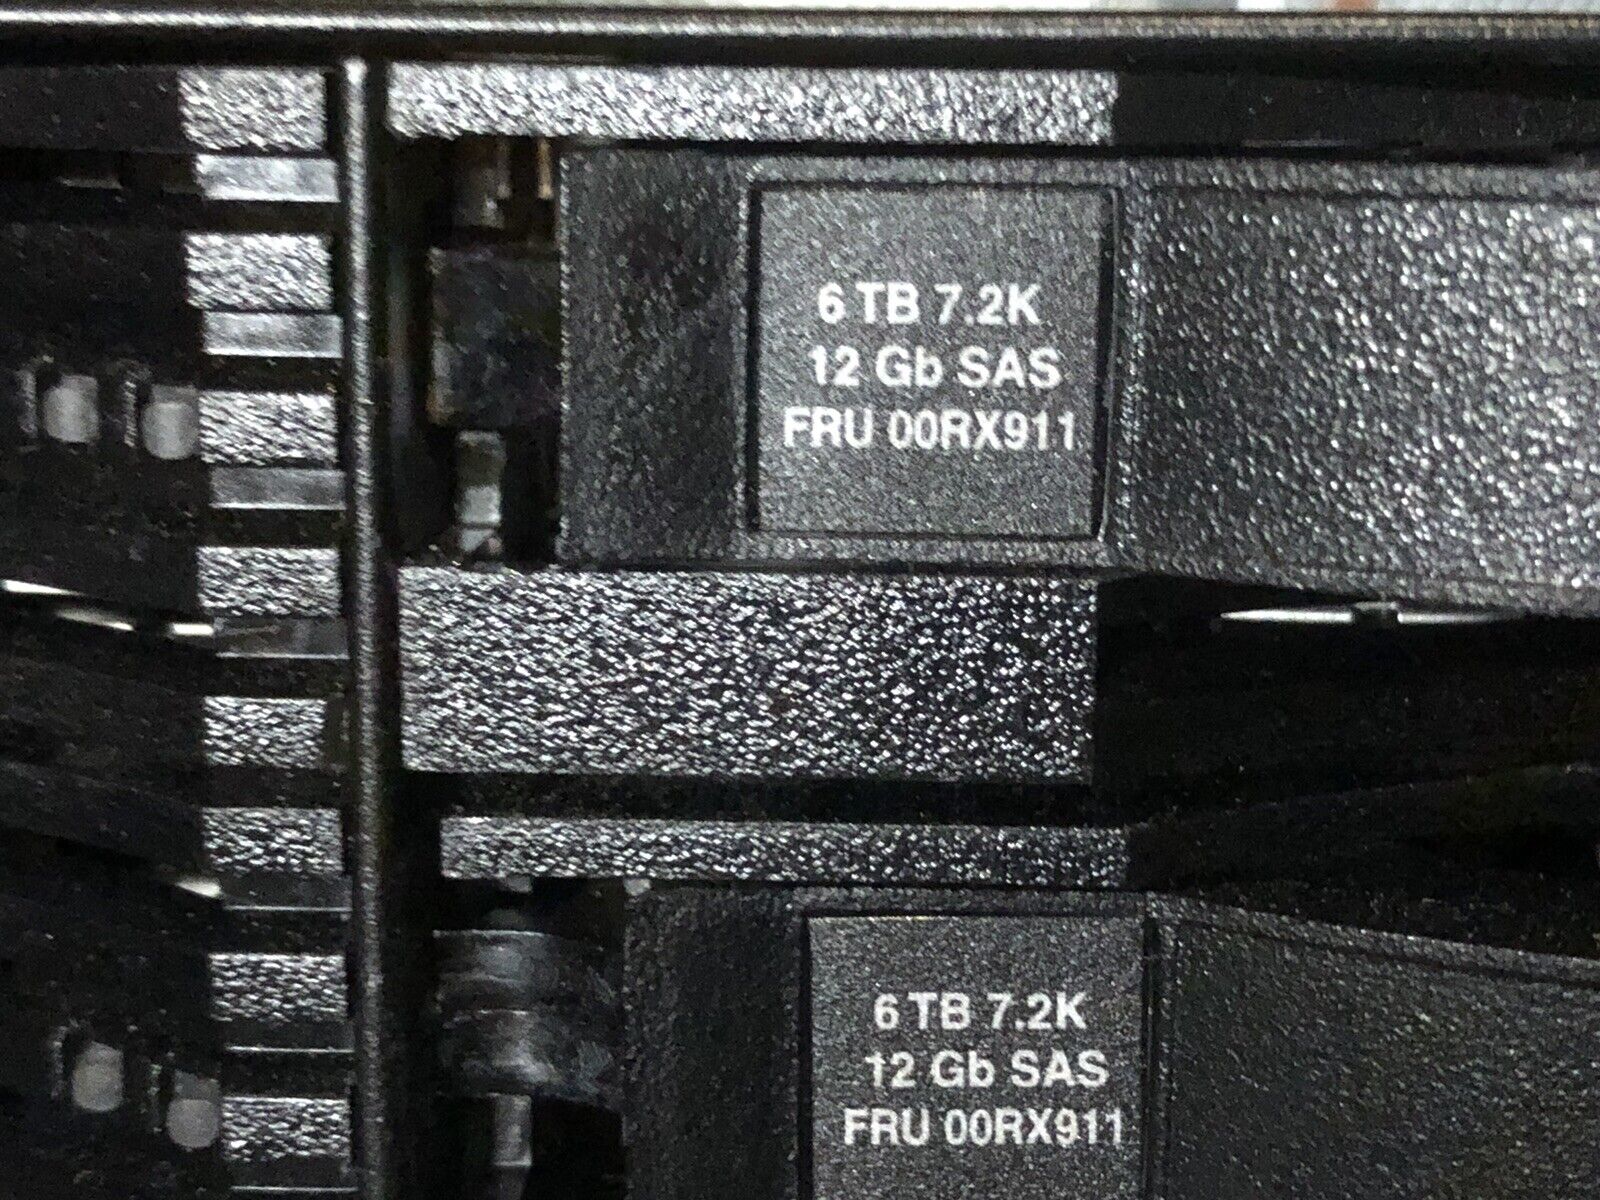 6 TB 7.2K
12 Gb SAS
FRU 00RX911
6 TB 7.2K
12 Gb SAS
FRU 00RX911